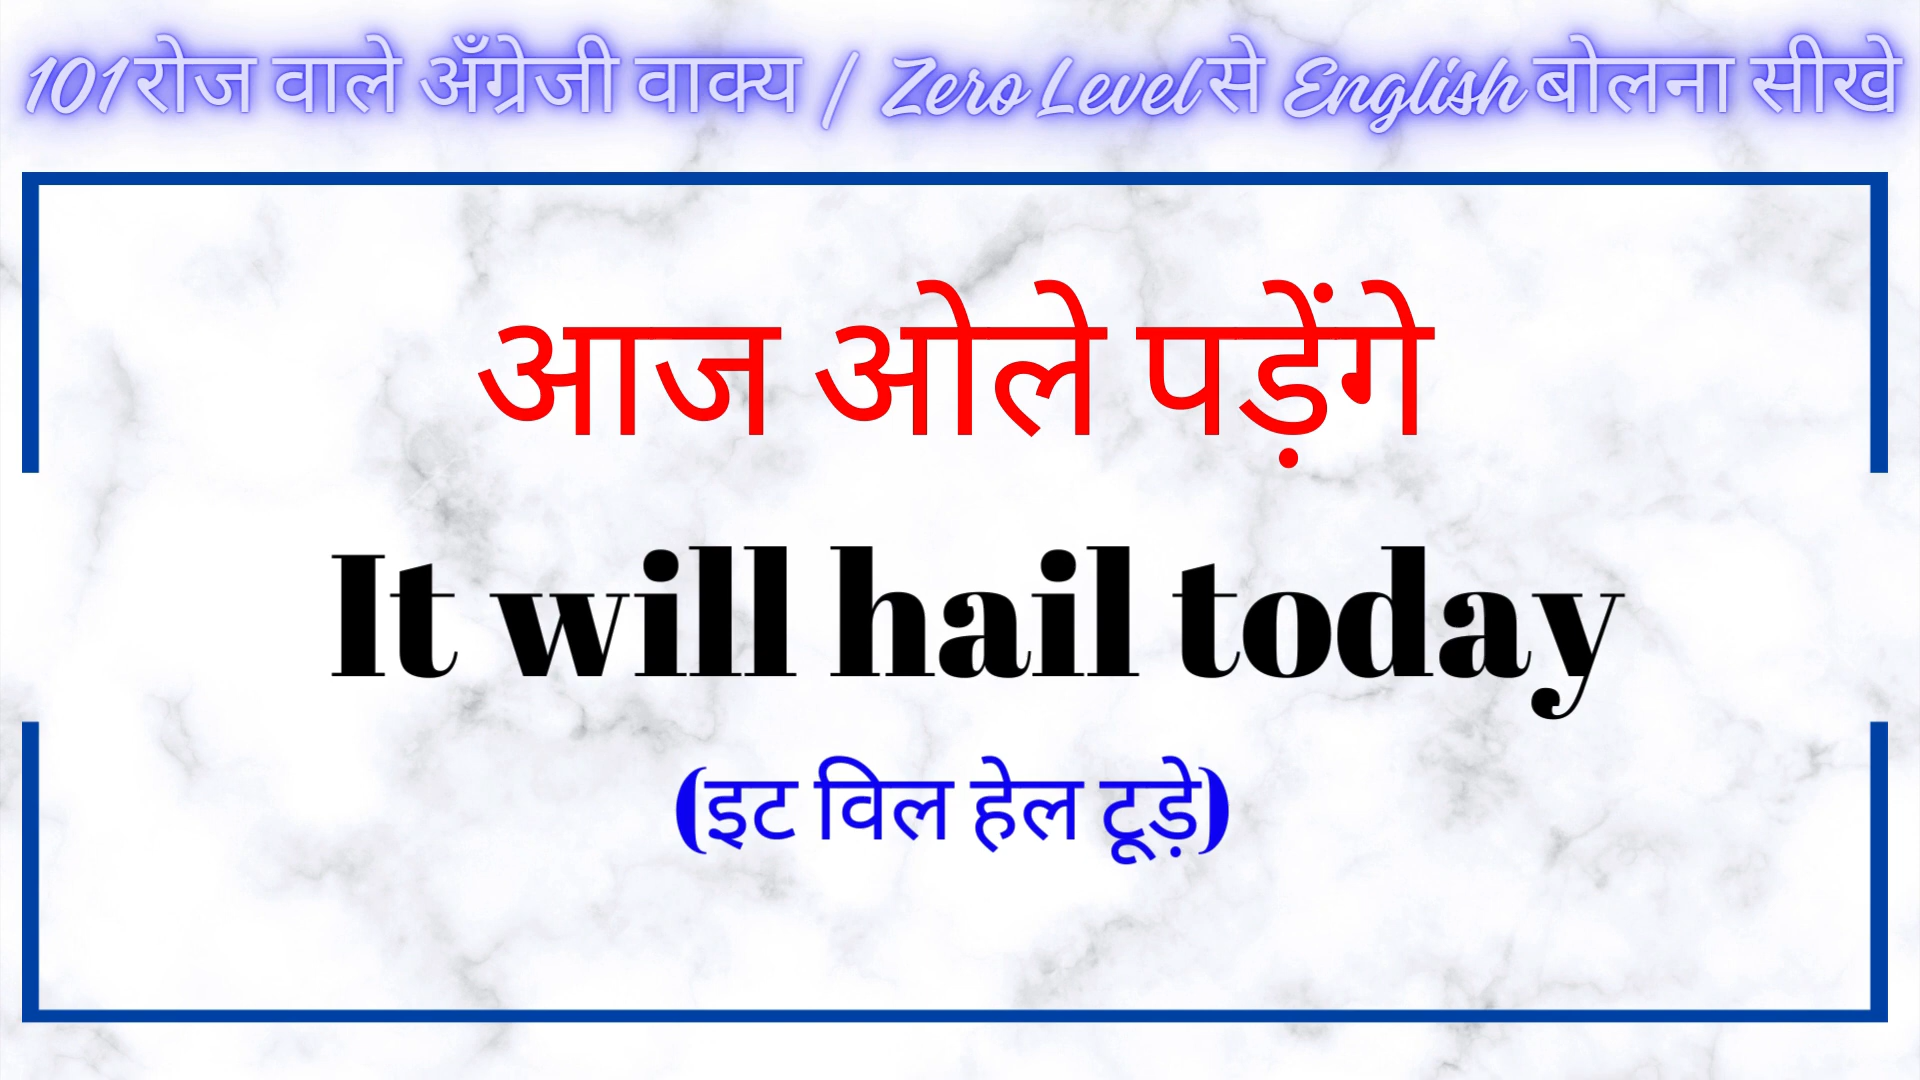 101 रोज वाले अँग्रेजी वाक्य / Zero Level से English बोलना सीखे
आज ओले पड़ेंगे
It will hail today
(इट विल हेल टूड़े)